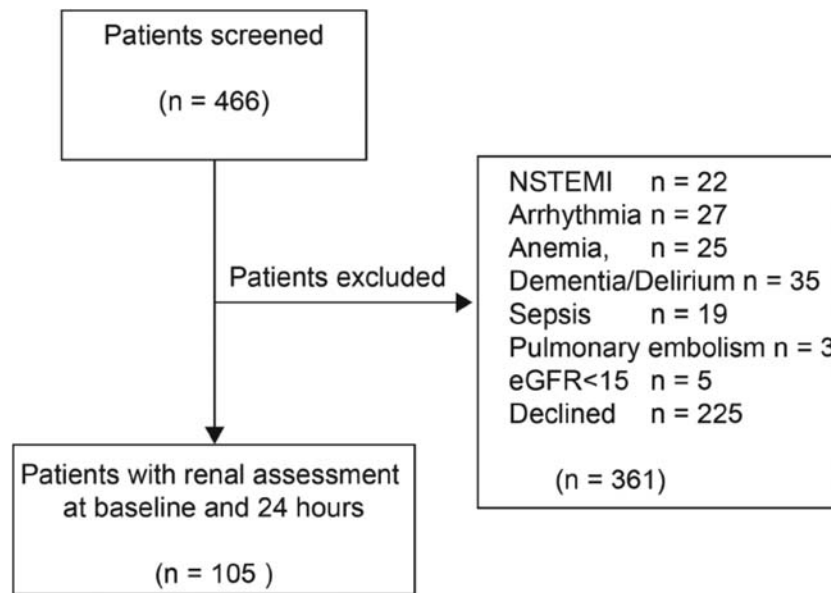 Patients screened
(n = 466)
Patients excluded
NSTEMI n = 22
Arrhythmia n = 27
Anemia, n = 25
Dementia/Delirium n = 35
Sepsis n = 19
Pulmonary embolism n = 3
eGFR<15 n = 5
Declined n = 225
(n = 361)
Patients with renal assessment
at baseline and 24 hours
(n = 105 )